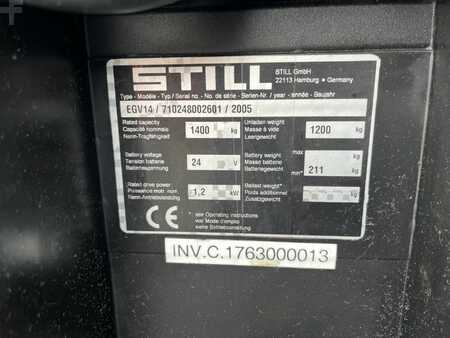 STILL
STILL GmbH
22113 Hamburg • Germany
Type - Modèle - Typ / Serial no. - No. de série - Serien-Nr. / year - année - Baujahr
EGV14 / 710248002601 / 2005
Rated capacity
Capacité nominale
Nenn-Tragfähigkeit
1400 kg
Unladen weight
Masse à vide
Leergewicht
1200 kg
Battery voltage
Tension batterie
Batteriespannung
24 V
Battery weight
Masse batterie
Batteriegewicht
max
min*
211
kg
kg
Rated drive power
Puissance motr. nom.
Nenn-Antriebsleistung
1,2 kW
Ballast weight*
Poids additionnel
Zusatzgewicht
kg
CE
* see Operating instructions
voir Mode d'emploi
siehe Betriebsanleitung
INV.C.1763000013